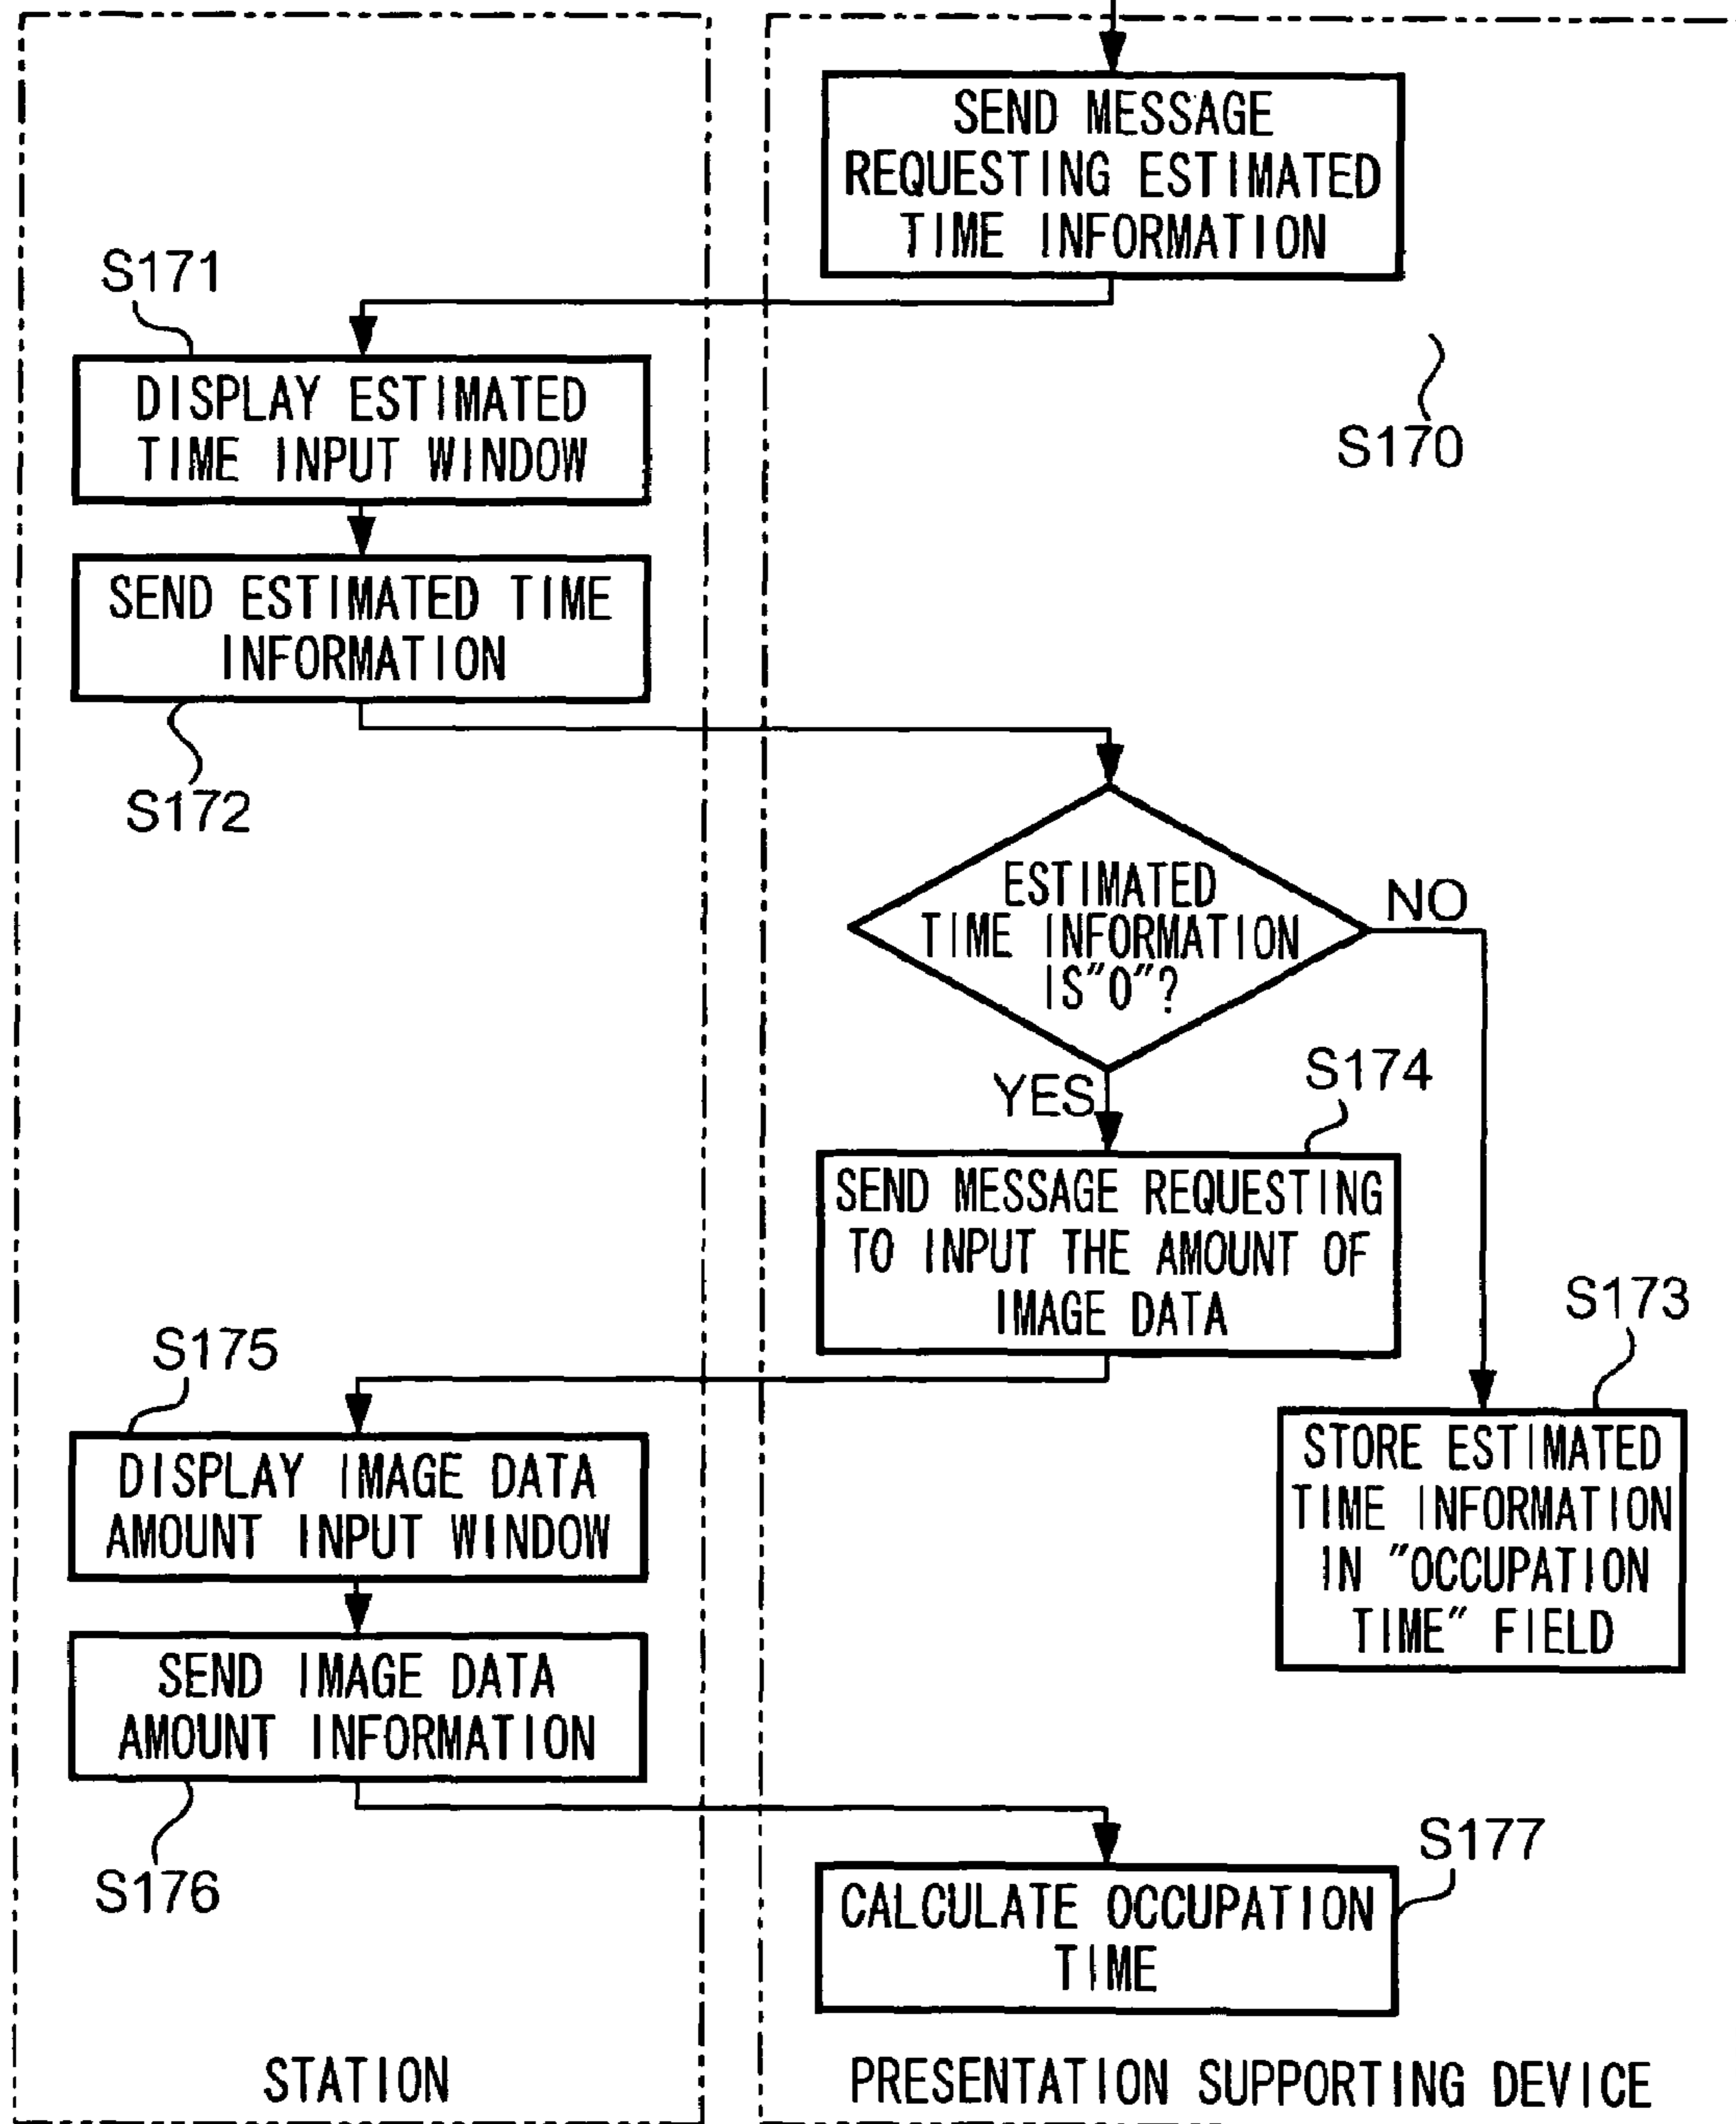 SEND MESSAGE
REQUESTING ESTIMATED
TIME INFORMATION
S170
S171
DISPLAY ESTIMATED
TIME INPUT WINDOW
SEND ESTIMATED TIME
INFORMATION
S172
ESTIMATED
TIME INFORMATION
IS"0"?
NO
YES
S174
SEND MESSAGE REQUESTING
TO INPUT THE AMOUNT OF
IMAGE DATA
S173
STORE ESTIMATED
TIME INFORMATION
IN "OCCUPATION
TIME" FIELD
S175
DISPLAY IMAGE DATA
AMOUNT INPUT WINDOW
SEND IMAGE DATA
AMOUNT INFORMATION
S176
S177
CALCULATE OCCUPATION
TIME
STATION
PRESENTATION SUPPORTING DEVICE